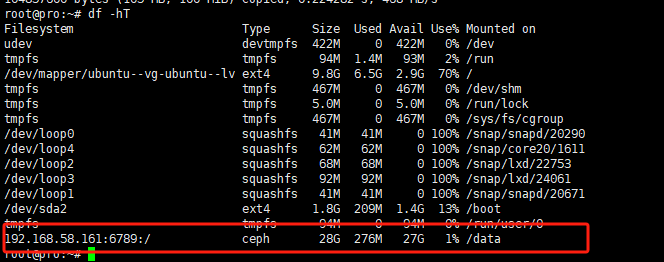 root@pro:~# df -hT
Filesystem Type Size Used Avail Use% Mounted on
udev devtmpfs 422M 0 422M 0% /dev
tmpfs tmpfs 94M 1.4M 93M 2% /run
/dev/mapper/ubuntu--vg-ubuntu--lv ext4 9.8G 6.5G 2.9G 70% /
tmpfs tmpfs 467M 0 467M 0% /dev/shm
tmpfs tmpfs 5.0M 0 5.0M 0% /run/lock
tmpfs tmpfs 467M 0 467M 0% /sys/fs/cgroup
/dev/loop0 squashfs 41M 41M 0 100% /snap/snapd/20290
/dev/loop4 squashfs 62M 62M 0 100% /snap/core20/1611
/dev/loop2 squashfs 68M 68M 0 100% /snap/lxd/22753
/dev/loop3 squashfs 92M 92M 0 100% /snap/lxd/24061
/dev/loop1 squashfs 41M 41M 0 100% /snap/snapd/20671
/dev/sda2 ext4 1.8G 209M 1.4G 13% /boot
tmpfs tmpfs 94M 0 94M 0% /run/user/0
192.168.58.161:6789:/ ceph 28G 276M 27G 1% /data
root@pro:~#